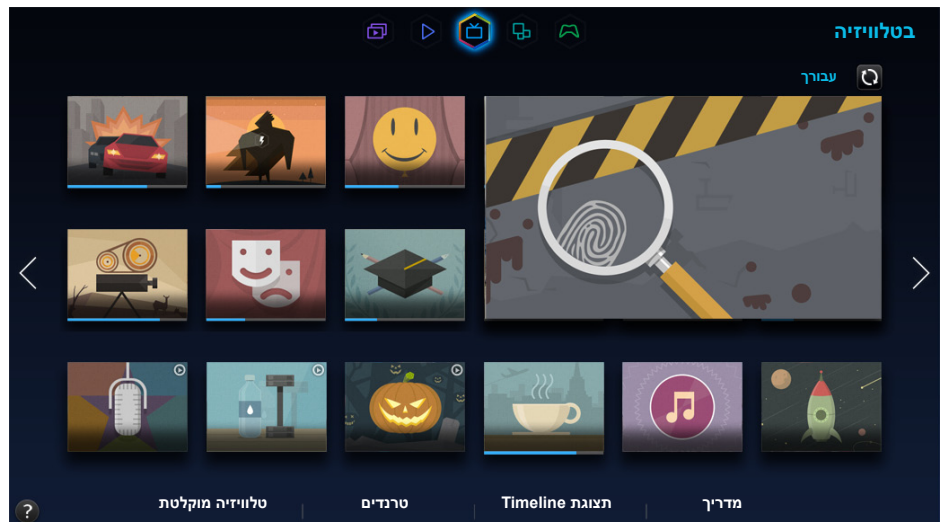 בטלוויזיה
עבורך
מדריך
תצוגת Timeline
טרנדים
טלוויזיה מוקלטת
?